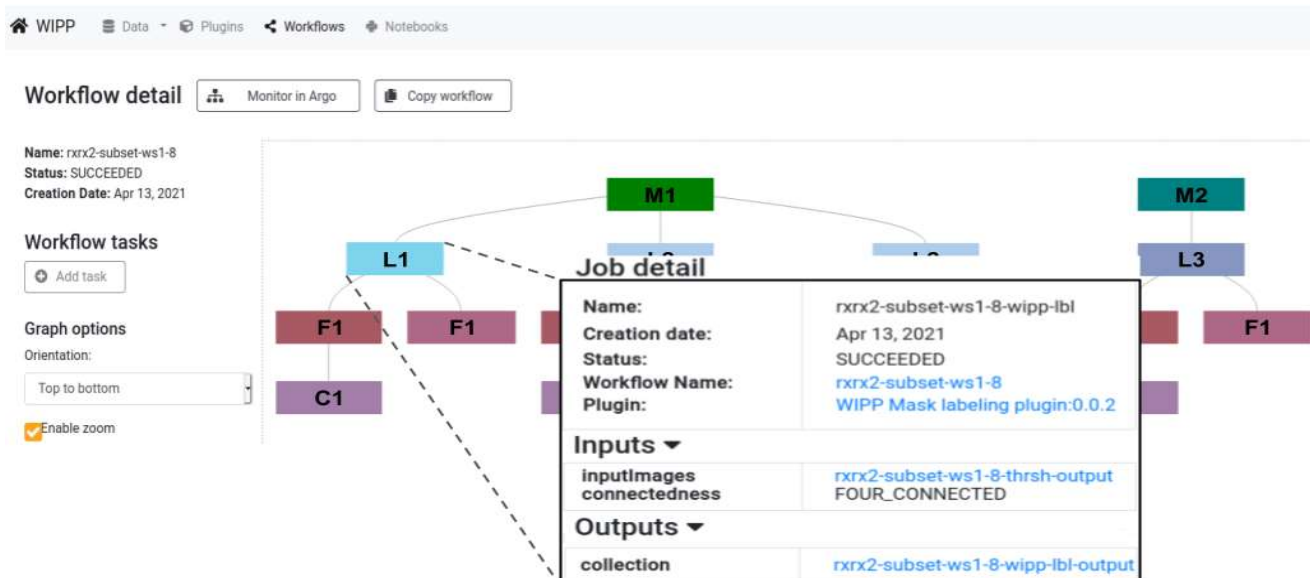 WIPP Data Plugins Workflows Notebooks
Workflow detail Monitor in Argo Copy workflow
Name: rxrx2-subset-ws1-8
Status: SUCCEEDED
Creation Date: Apr 13, 2021
Workflow tasks
Add task
Graph options
Orientation:
Top to bottom
Enable zoom
M1 M2
L1 L3
F1 F1 F1
C1
Job detail
Name: rxrx2-subset-ws1-8-wipp-lbl
Creation date: Apr 13, 2021
Status: SUCCEEDED
Workflow Name: rxrx2-subset-ws1-8
Plugin: WIPP Mask labeling plugin:0.0.2
Inputs
inputImages rxrx2-subset-ws1-8-thrsh-output
connectedness FOUR_CONNECTED
Outputs
collection rxrx2-subset-ws1-8-wipp-lbl-output